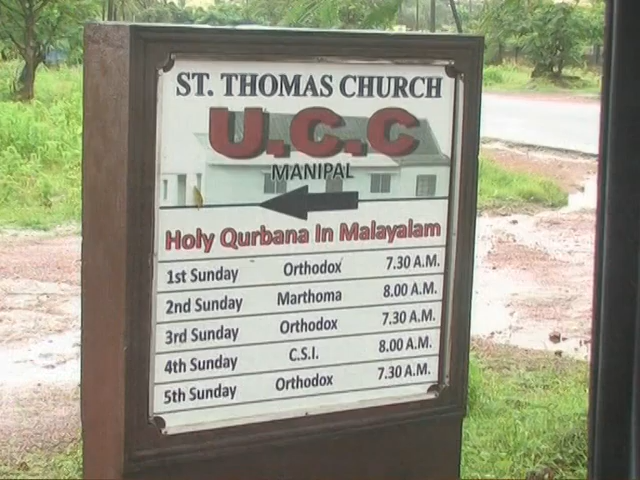 ST. THOMAS CHURCH
U.C.C
MANIPAL
Holy Qurbana In Malayalam
1st Sunday Orthodox 7.30 A.M.
2nd Sunday Marthoma 8.00 A.M.
3rd Sunday Orthodox 7.30 A.M.
4th Sunday C.S.I. 8.00 A.M.
5th Sunday Orthodox 7.30 A.M.